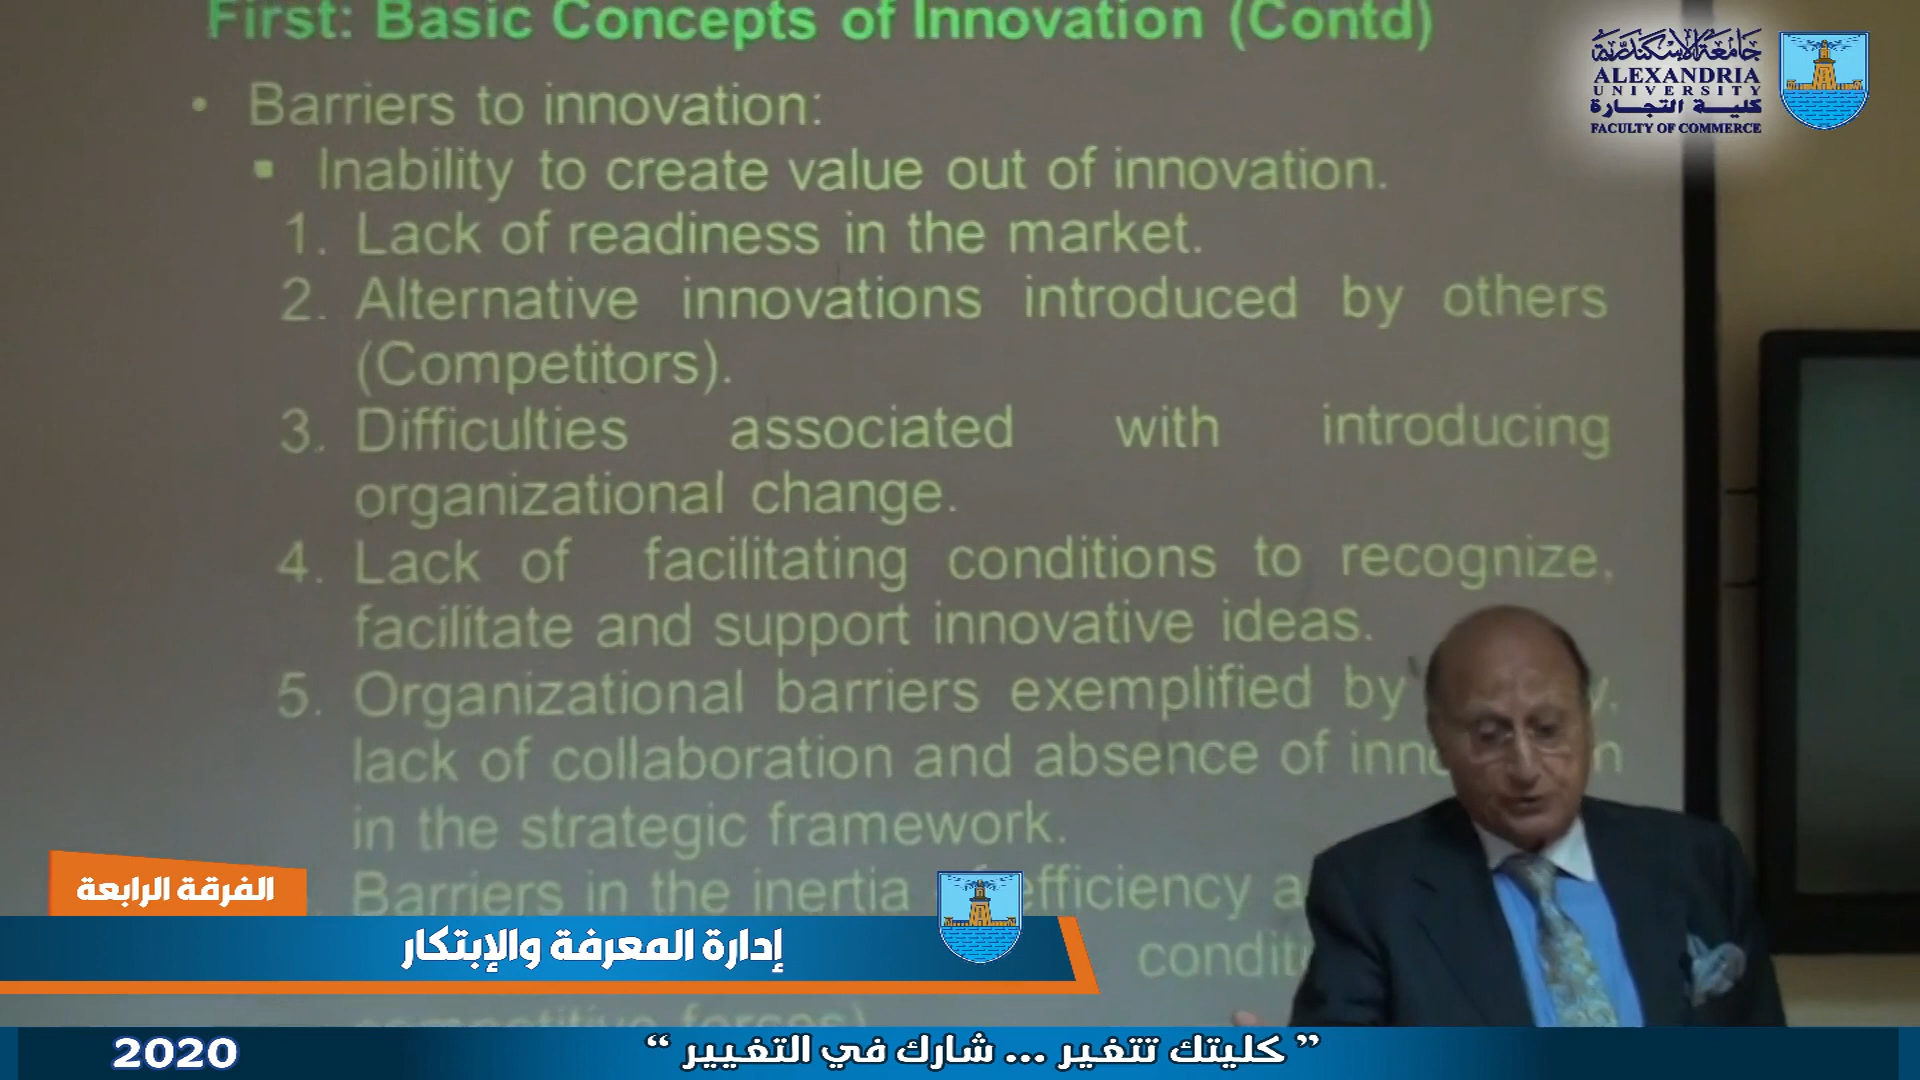 First: Basic Concepts of Innovation (Contd)
جامعة الإسكندرية
ALEXANDRIA
UNIVERSITY
كلية التجارة
FACULTY OF COMMERCE
• Barriers to innovation:
▪ Inability to create value out of innovation.
1. Lack of readiness in the market.
2. Alternative innovations introduced by others
(Competitors).
3. Difficulties associated with introducing
organizational change.
4. Lack of facilitating conditions to recognize,
facilitate and support innovative ideas.
5. Organizational barriers exemplified by
lack of collaboration and absence of
in the strategic framework.
Barriers in the inertia efficiency
competitive forces)
الفرقة الرابعة
إدارة المعرفة والإبتكار
2020
” كليتك تتغير ... شارك في التغيير “